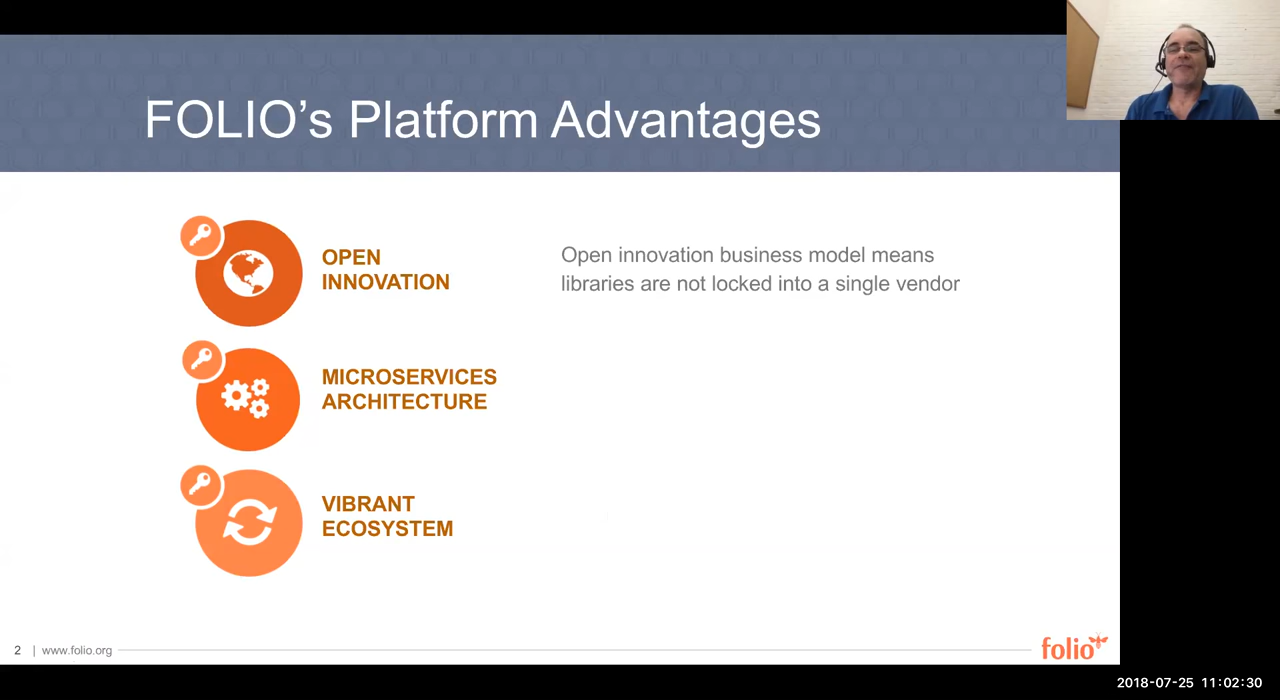 FOLIO’s Platform Advantages
OPEN
INNOVATION
Open innovation business model means
libraries are not locked into a single vendor
MICROSERVICES
ARCHITECTURE
VIBRANT
ECOSYSTEM
2 | www.folio.org
folio
2018-07-25 11:02:30